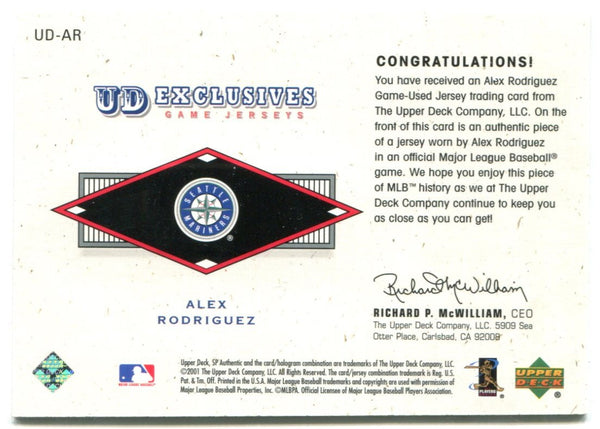 UD-AR
UD EXCLUSIVES
GAME JERSEYS
SEATTLE
MARINERS
®
ALEX
RODRIGUEZ
CONGRATULATIONS!
You have received an Alex Rodriguez
Game-Used Jersey trading card from
The Upper Deck Company, LLC. On the
front of this card is an authentic piece
of a jersey worn by Alex Rodriguez
in an official Major League Baseball®
game. We hope you enjoy this piece
of MLB™ history as we at The Upper
Deck Company continue to keep you
as close as you can get!
Richard P. McWilliam
RICHARD P. McWILLIAM, CEO
The Upper Deck Company, LLC. 5909 Sea
Otter Place, Carlsbad, CA 92008
Upper Deck, SP Authentic and the card/hologram combination are trademarks of The Upper Deck Company, LLC.
©2001 The Upper Deck Company, LLC. All Rights Reserved. The card/jersey combination trademark is Reg. U.S.
Pat. & Tm. Off. Printed in the U.S.A. Major League Baseball trademarks and copyrights are used with permission of
Major League Baseball Properties, Inc. ©MLBPA. Official Licensee of Major League Baseball Players Association.
MAJOR LEAGUE BASEBALL
PLAYERS
UPPER
DECK
®